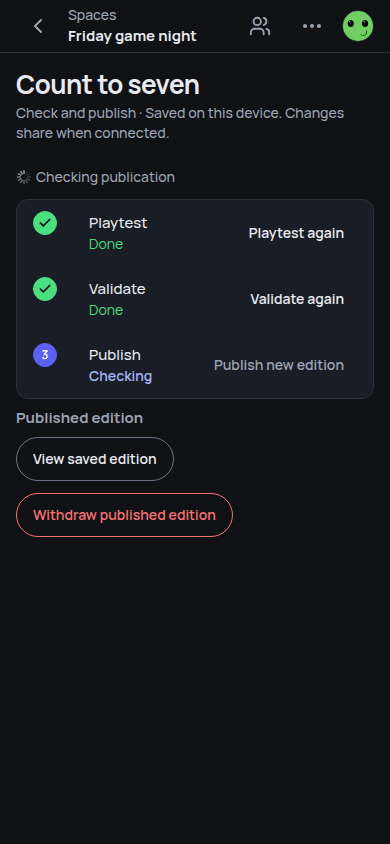 Spaces
Friday game night
Count to seven
Check and publish · Saved on this device. Changes
share when connected.
Checking publication
Playtest
Done
Playtest again
Validate
Done
Validate again
3
Publish
Checking
Publish new edition
Published edition
View saved edition
Withdraw published edition